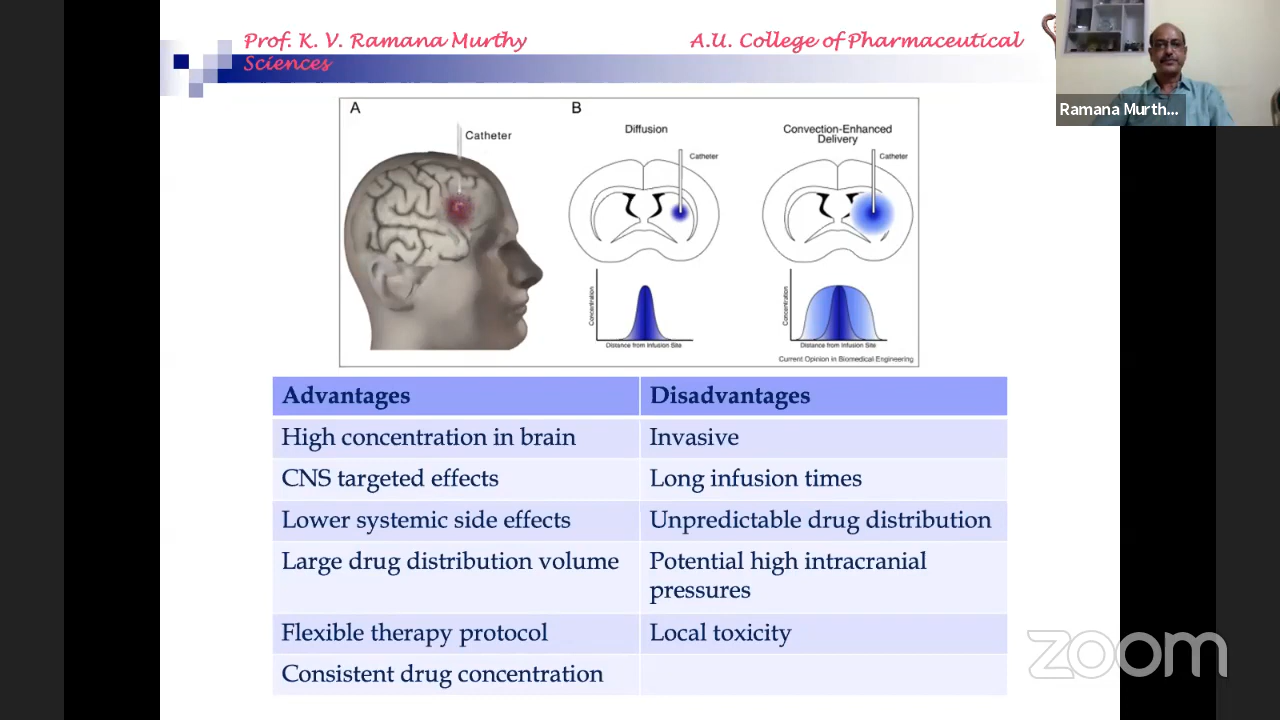 Prof. K. V. Ramana Murthy A.U. College of Pharmaceutical
Sciences
Ramana Murth...
A
Catheter
B
Diffusion
Catheter
Concentration
Distance from Infusion Site
Convection-Enhanced
Delivery
Catheter
Concentration
Distance from Infusion Site
Current Opinion in Biomedical Engineering
Advantages Disadvantages
High concentration in brain Invasive
CNS targeted effects Long infusion times
Lower systemic side effects Unpredictable drug distribution
Large drug distribution volume Potential high intracranial
pressures
Flexible therapy protocol Local toxicity
Consistent drug concentration
zoom